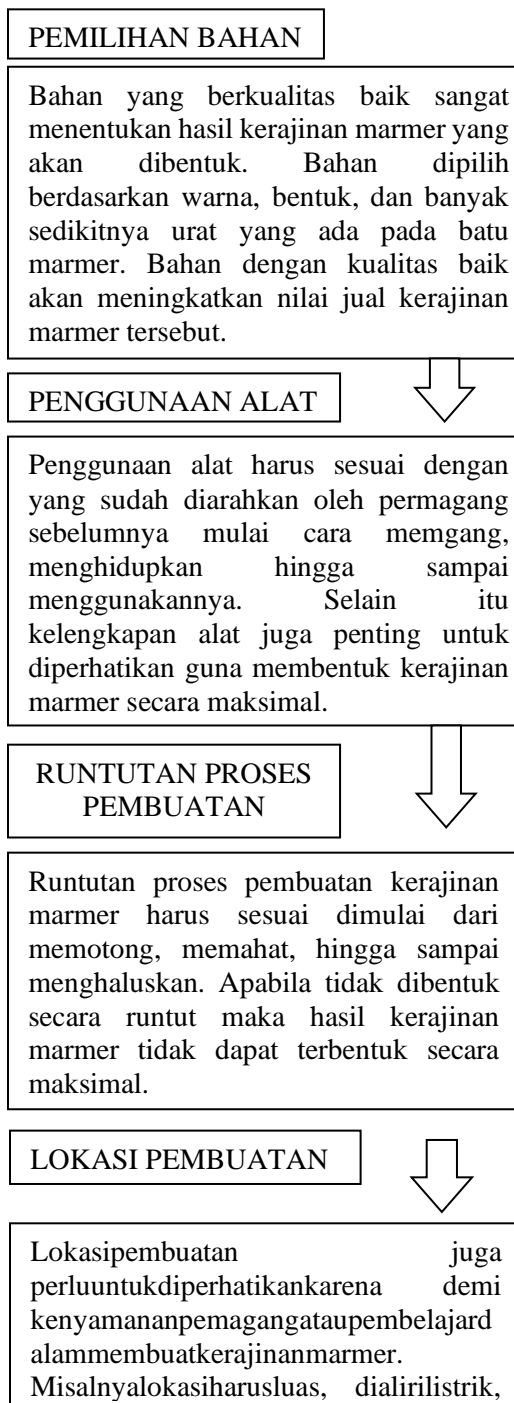 PEMILIHAN BAHAN
Bahan yang berkualitas baik sangat
menentukan hasil kerajinan marmer yang
akan dibentuk. Bahan dipilih
berdasarkan warna, bentuk, dan banyak
sedikitnya urat yang ada pada batu
marmer. Bahan dengan kualitas baik
akan meningkatkan nilai jual kerajinan
marmer tersebut.
PENGGUNAAN ALAT
Penggunaan alat harus sesuai dengan
yang sudah diarahkan oleh permagang
sebelumnya mulai cara memgang,
menghidupkan hingga sampai
menggunakannya. Selain itu
kelengkapan alat juga penting untuk
diperhatikan guna membentuk kerajinan
marmer secara maksimal.
RUNTUTAN PROSES
PEMBUATAN
Runtutan proses pembuatan kerajinan
marmer harus sesuai dimulai dari
memotong, memahat, hingga sampai
menghaluskan. Apabila tidak dibentuk
secara runtut maka hasil kerajinan
marmer tidak dapat terbentuk secara
maksimal.
LOKASI PEMBUATAN
Lokasipembuatan juga
perluuntukdiperhatikankarena demi
kenyamananpemagangataupembelajard
alammembuatkerajinanmarmer.
Misalnyalokasiharusluas, dialirilistrik,